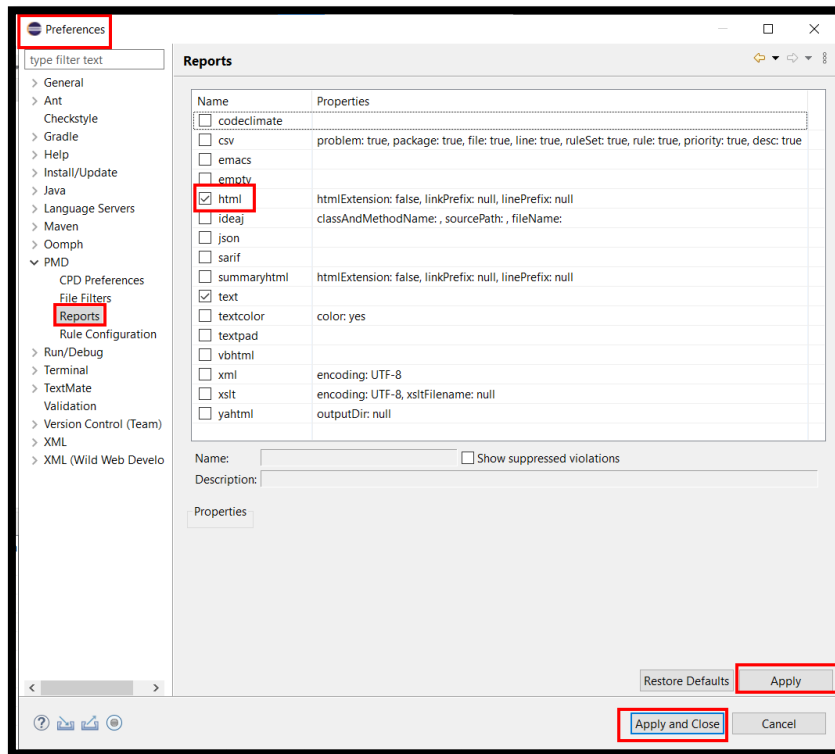 Preferences
type filter text
Reports
General
Ant
Checkstyle
Gradle
Help
Install/Update
Java
Language Servers
Maven
Oomph
PMD
CPD Preferences
File Filters
Reports
Rule Configuration
Run/Debug
Terminal
TextMate
Validation
Version Control (Team)
XML
XML (Wild Web Develo
Name Properties
codeclimate
csv problem: true, package: true, file: true, line: true, ruleSet: true, rule: true, priority: true, desc: true
emacs
empty
html htmlExtension: false, linkPrefix: null, linePrefix: null
ideaj classAndMethodName: , sourcePath: , fileName:
json
sarif
summaryhtml htmlExtension: false, linkPrefix: null, linePrefix: null
text
textcolor color: yes
textpad
vbhtml
xml encoding: UTF-8
xslt encoding: UTF-8, xsltFilename: null
yahtml outputDir: null
Name: Show suppressed violations
Description:
Properties
Restore Defaults Apply
Apply and Close Cancel